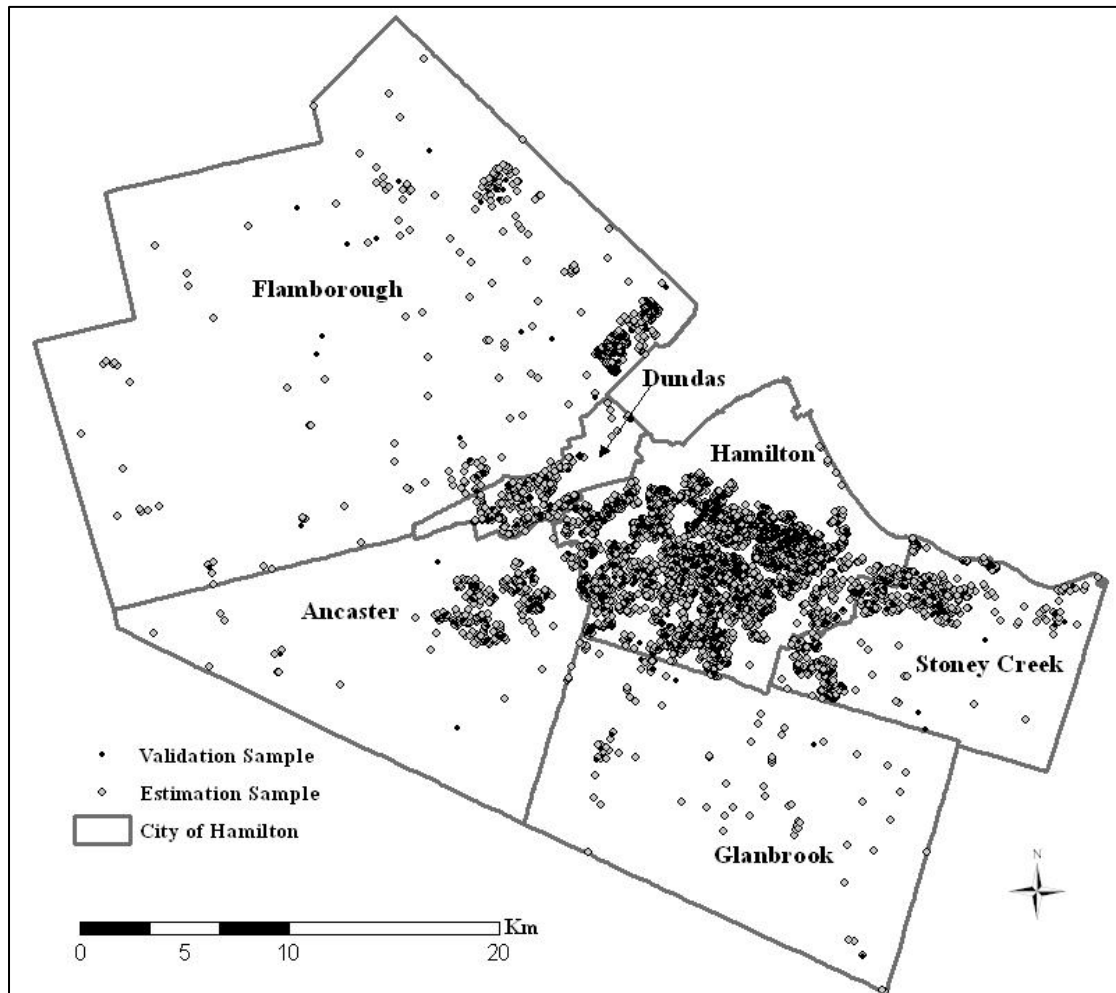 Flamborough
Dundas
Hamilton
Ancaster
Stoney Creek
Validation Sample
Estimation Sample
City of Hamilton
Glanbrook
N
Km
0 5 10 20